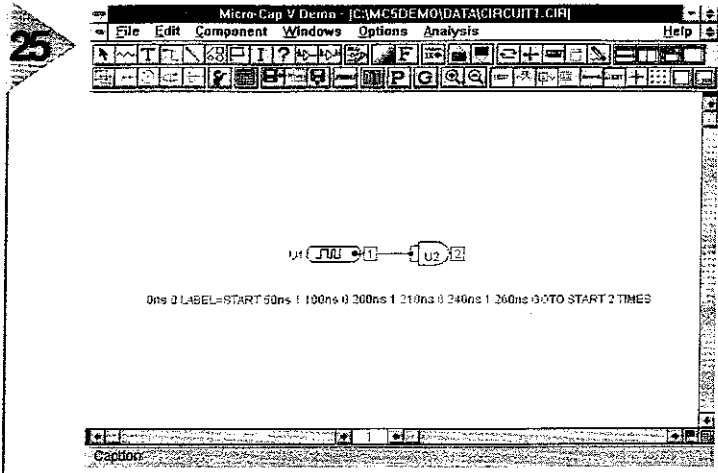 25
Micro-Cap V Demo - [C:\MC5DEMO\DATA\CIRCUIT1.CIR]
File Edit Component Windows Options Analysis Help
T I ? F
P G
U1 1 U2 2
0ns 0 LABEL=START 50ns 1 100ns 0 200ns 1 210ns 0 240ns 1 260ns GOTO START 2 TIMES
1
Caption